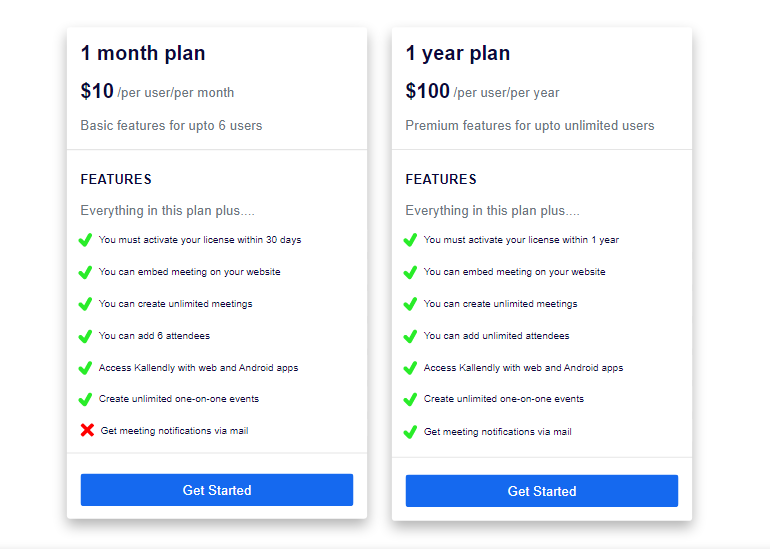 1 month plan
$10 /per user/per month
Basic features for upto 6 users
FEATURES
Everything in this plan plus....
You must activate your license within 30 days
You can embed meeting on your website
You can create unlimited meetings
You can add 6 attendees
Access Kallendly with web and Android apps
Create unlimited one-on-one events
Get meeting notifications via mail
Get Started
1 year plan
$100 /per user/per year
Premium features for upto unlimited users
FEATURES
Everything in this plan plus....
You must activate your license within 1 year
You can embed meeting on your website
You can create unlimited meetings
You can add unlimited attendees
Access Kallendly with web and Android apps
Create unlimited one-on-one events
Get meeting notifications via mail
Get Started